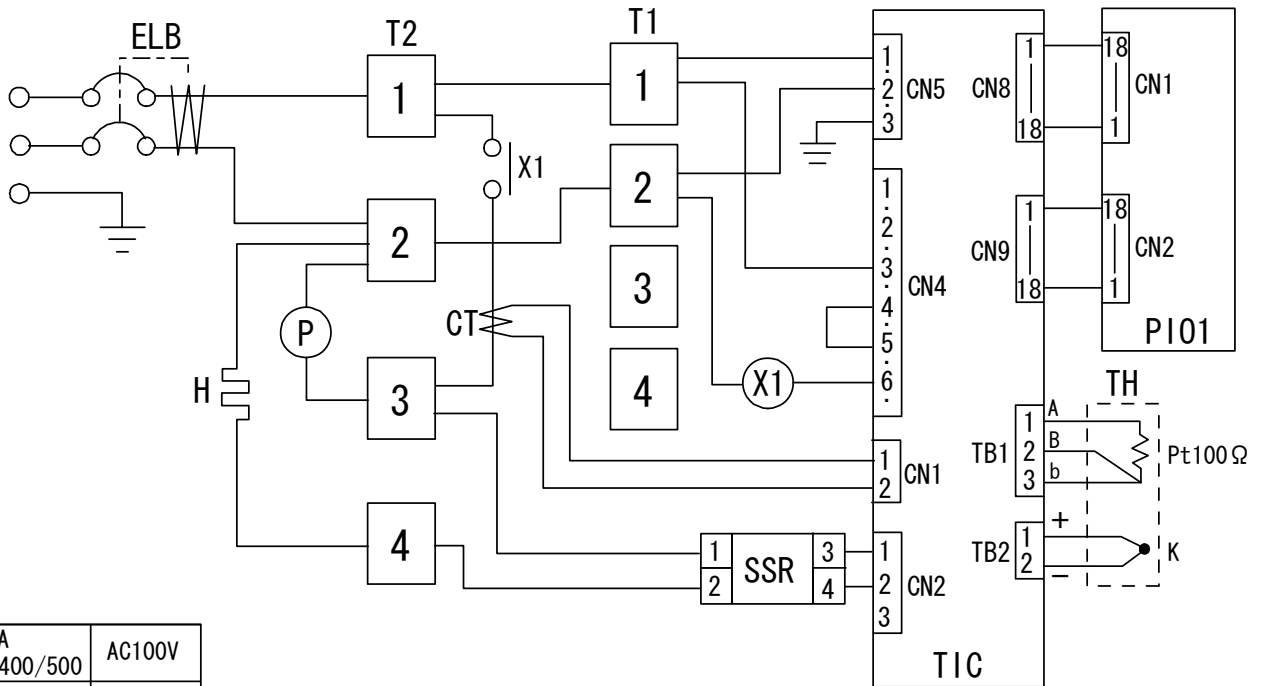 ELB
T2
1
2
3
4
X1
P
H
CT
T1
1
2
3
4
X1
1
2
3
CN5
1
2
3
4
5
6
CN4
1
2
CN1
1
2
3
CN2
SSR
1
2
3
4
TIC
CN8
1
18
CN9
1
18
18
1
CN1
18
1
CN2
PIO1
TB1
1
2
3
A
B
b
TH
Pt100Ω
TB2
1
2
+
−
K
A
400/500
AC100V